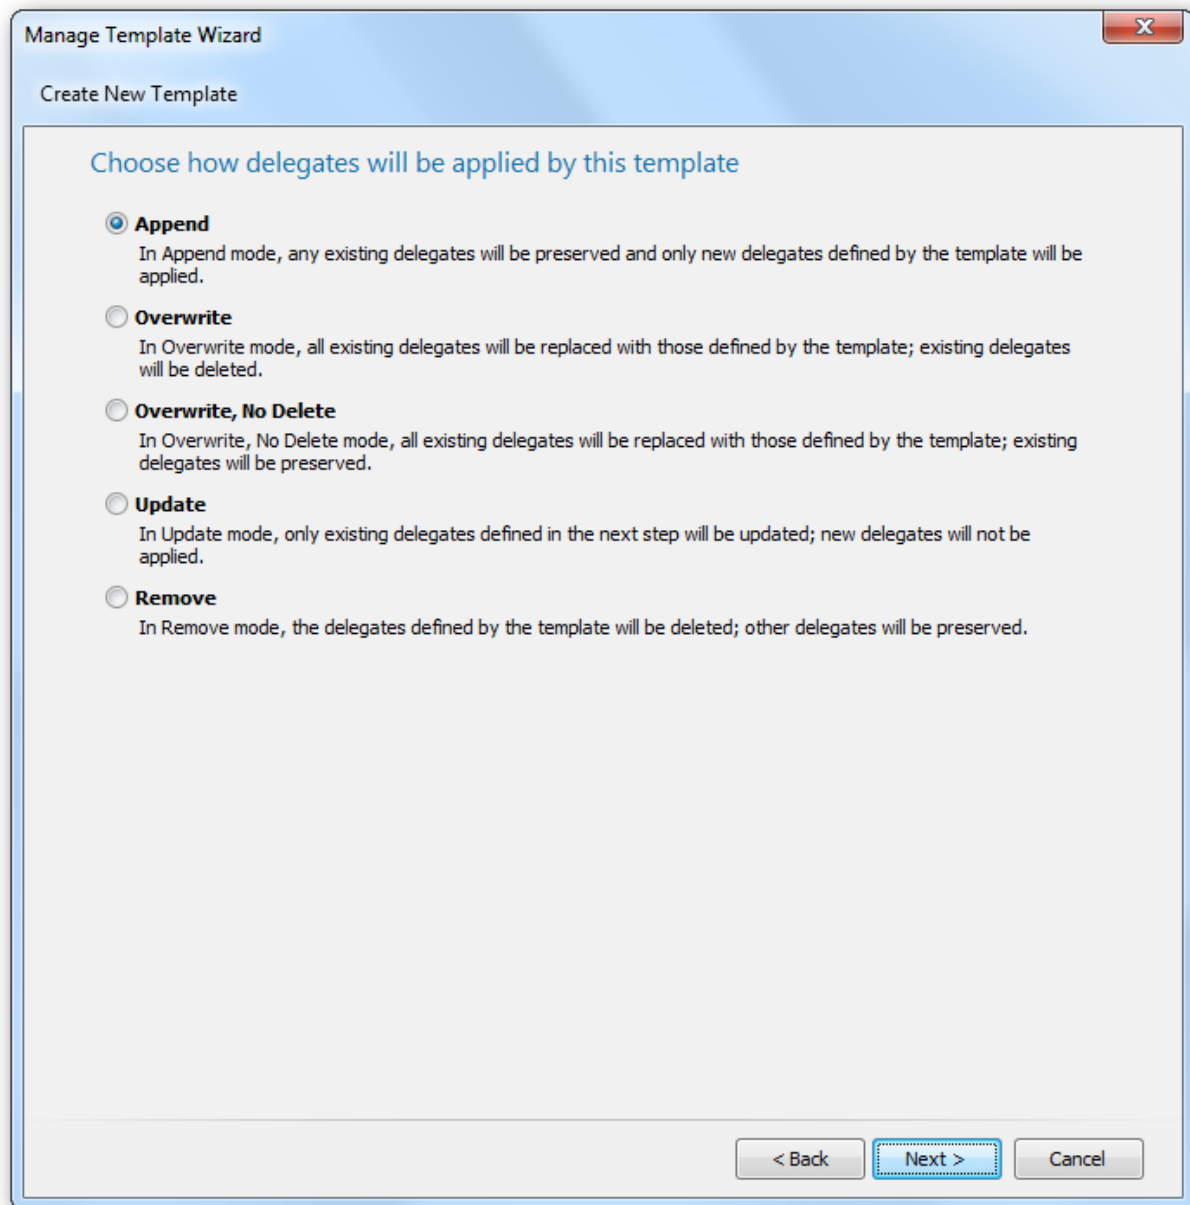 Manage Template Wizard
X
Create New Template
Choose how delegates will be applied by this template
Append
In Append mode, any existing delegates will be preserved and only new delegates defined by the template will be
applied.
Overwrite
In Overwrite mode, all existing delegates will be replaced with those defined by the template; existing delegates
will be deleted.
Overwrite, No Delete
In Overwrite, No Delete mode, all existing delegates will be replaced with those defined by the template; existing
delegates will be preserved.
Update
In Update mode, only existing delegates defined in the next step will be updated; new delegates will not be
applied.
Remove
In Remove mode, the delegates defined by the template will be deleted; other delegates will be preserved.
< Back Next > Cancel